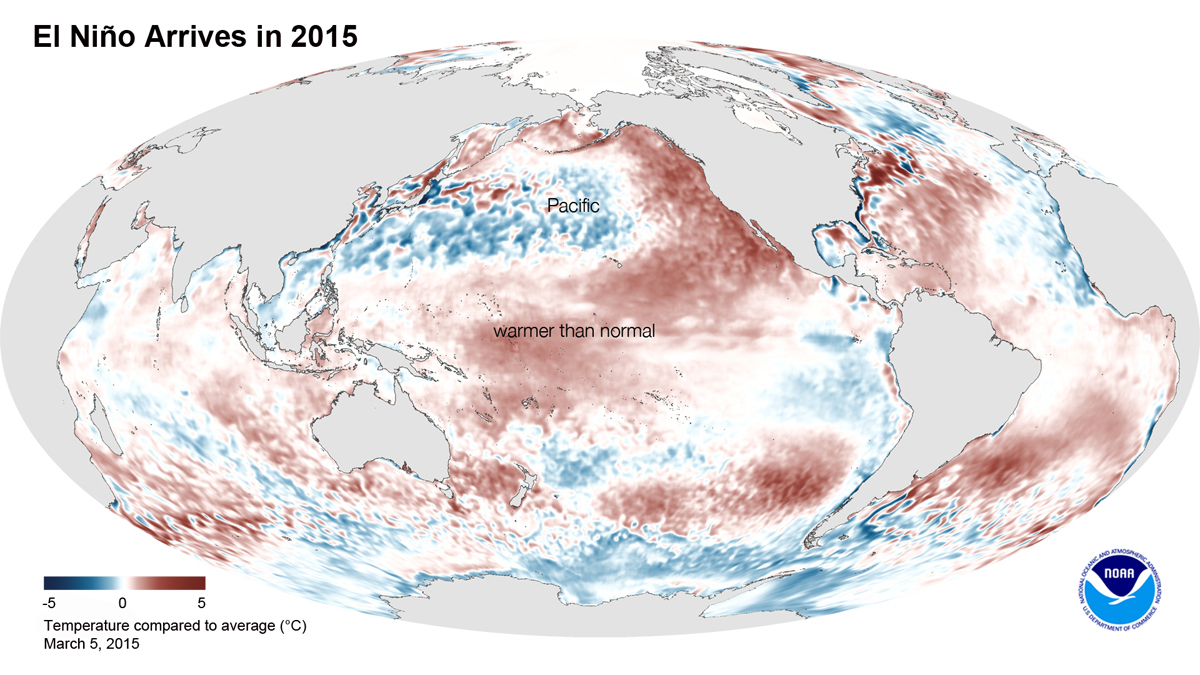 El Niño Arrives in 2015
Pacific
warmer than normal
-5 0 5
Temperature compared to average (°C)
March 5, 2015
NATIONAL OCEANIC AND ATMOSPHERIC ADMINISTRATION
NOAA
U.S. DEPARTMENT OF COMMERCE